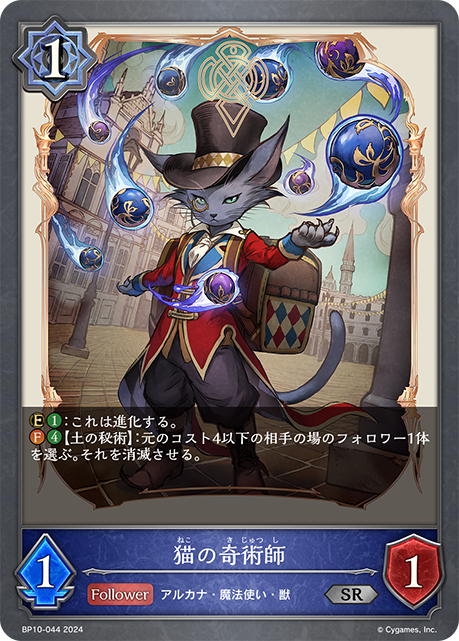 1
E 1：これは進化する。
F 4【土の秘術】：元のコスト4以下の相手の場のフォロワー1体
を選ぶ。それを消滅させる。
ねこ き じゅつ し
猫の奇術師
1
Follower アルカナ・魔法使い・獣 SR
1
BP10-044 2024
© Cygames, Inc.